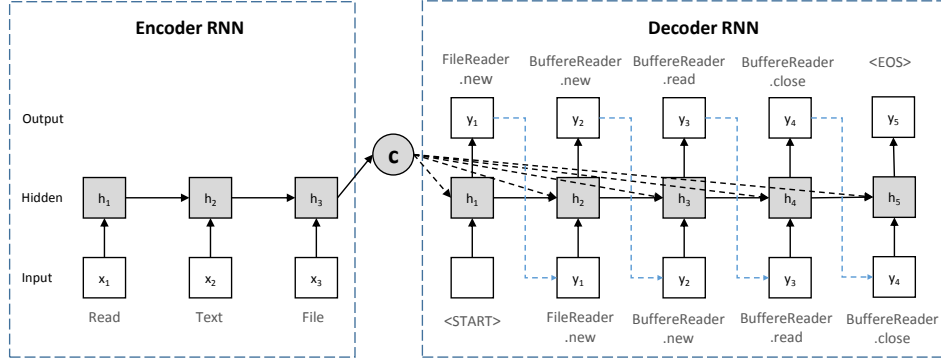 Encoder RNN
Decoder RNN
FileReader
.new
BuffereReader
.new
BuffereReader
.read
BuffereReader
.close
<EOS>
Output
y1
y2
y3
y4
y5
c
Hidden
h1
h2
h3
h1
h2
h3
h4
h5
Input
x1
x2
x3
y1
y2
y3
y4
Read
Text
File
<START>
FileReader
.new
BuffereReader
.new
BuffereReader
.read
BuffereReader
.close